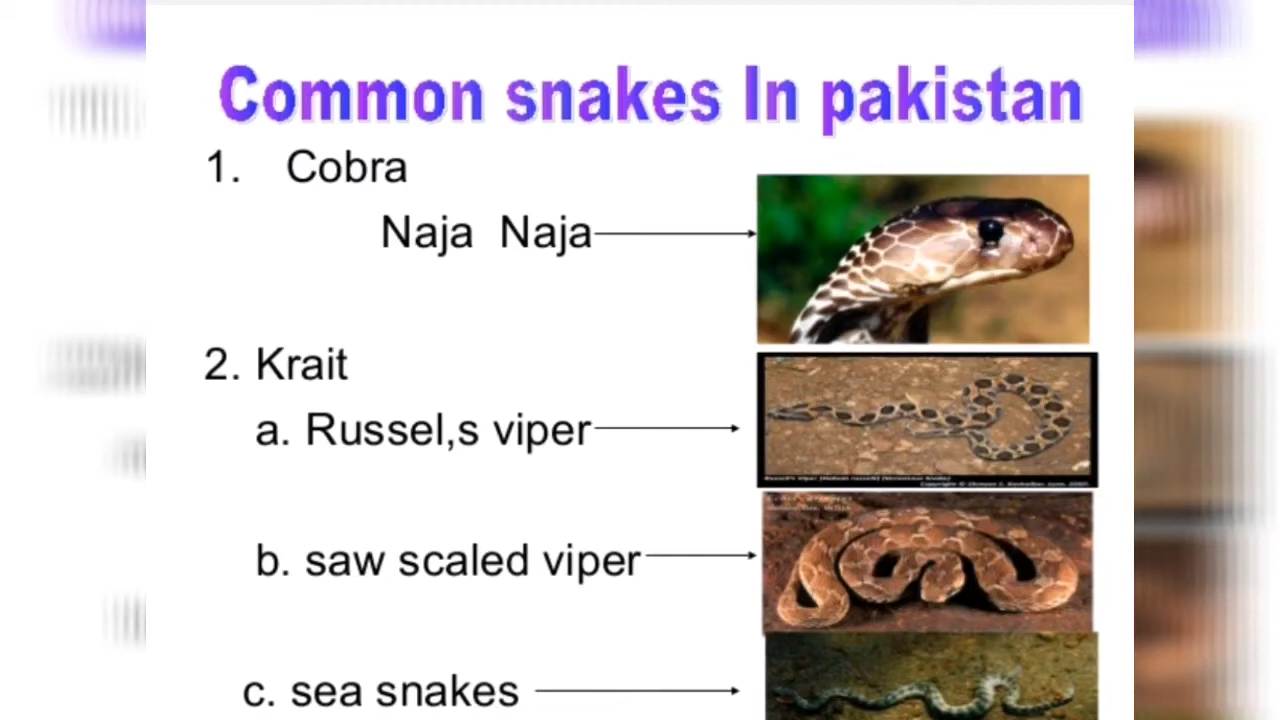 Common snakes In pakistan
1. Cobra
Naja Naja
2. Krait
a. Russel,s viper
b. saw scaled viper
c. sea snakes